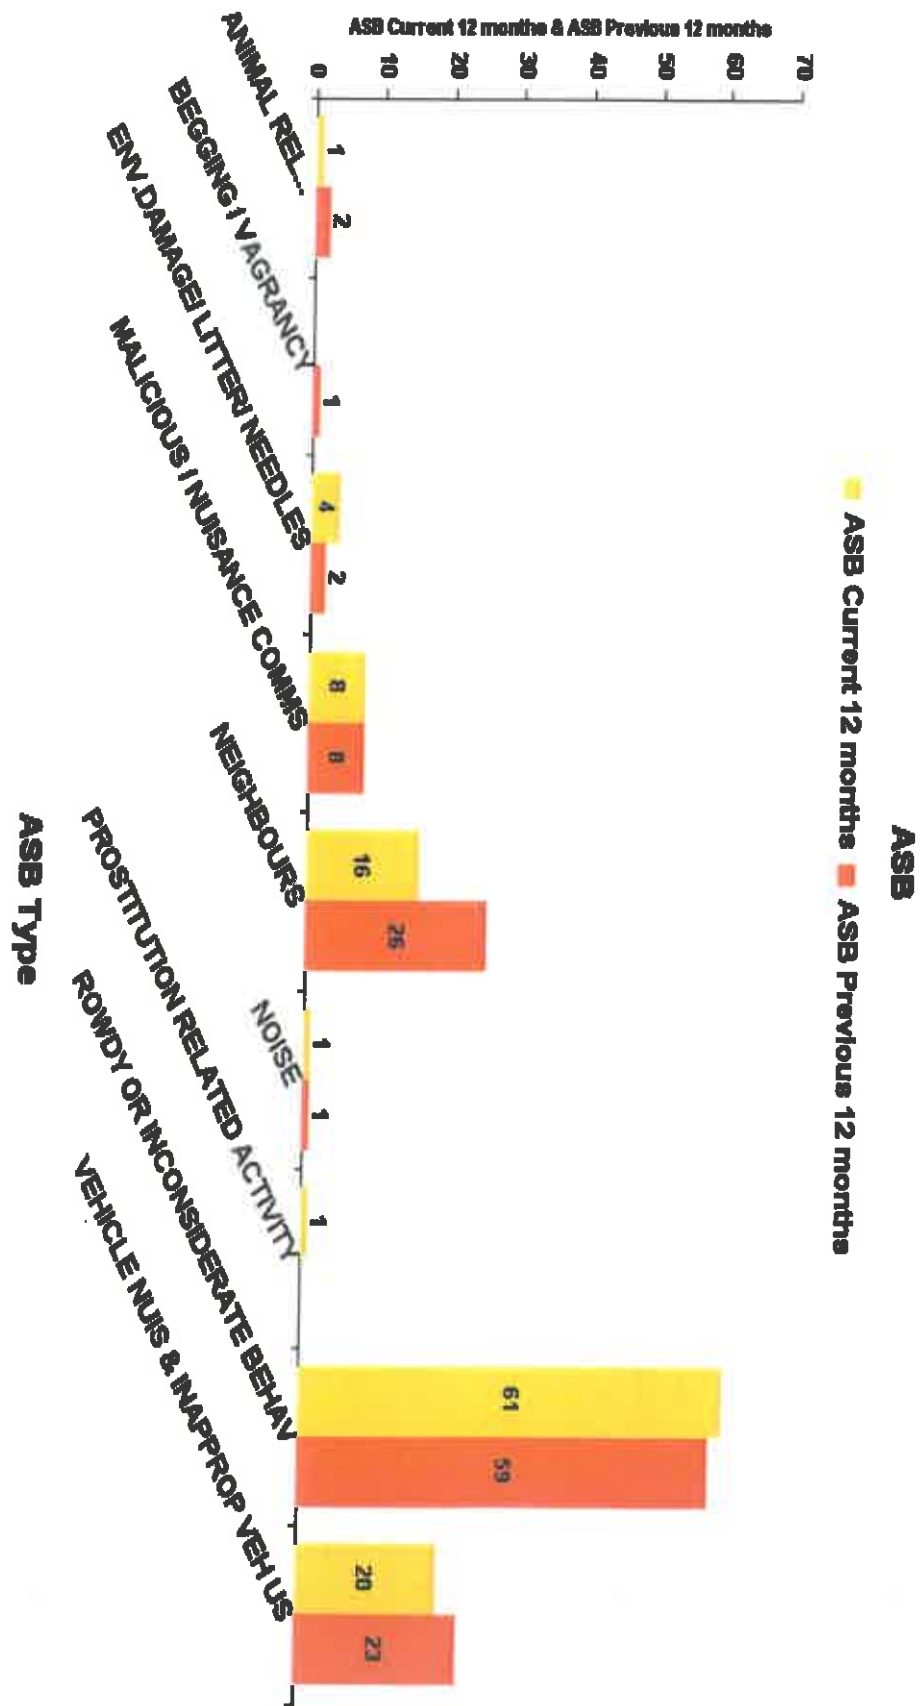 ASB
ASB Current 12 months ASB Previous 12 months
ASB Current 12 months & ASB Previous 12 months
70
60
50
40
30
20
10
0
1
2
1
4
2
8
8
16
26
1
1
1
61
59
20
23
ANIMAL REL...
BEGGING / VAGRANCY
ENV.DAMAGE/ LITTER/ NEEDLES
MALICIOUS / NUISANCE COMMS
NEIGHBOURS
NOISE
PROSTITUTION RELATED ACTIVITY
ROWDY OR INCONSIDERATE BEHAV
VEHICLE NUIS & INAPPROP VEH US
ASB Type